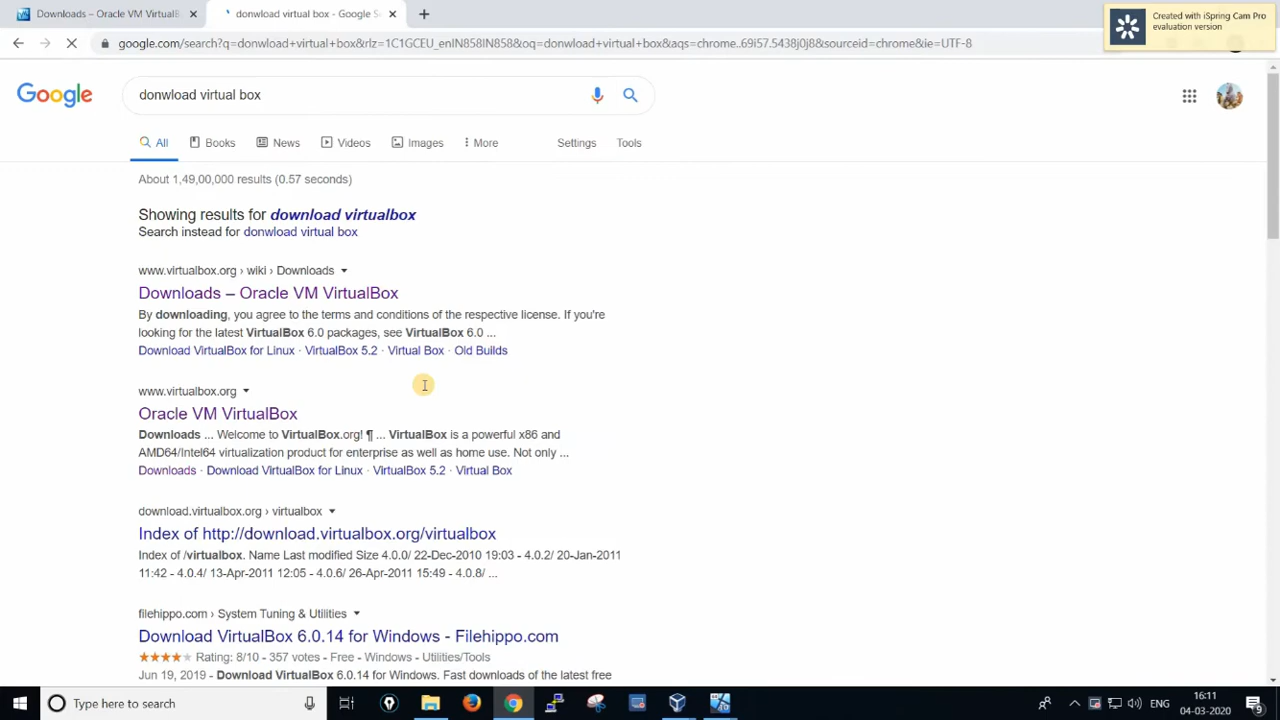 Downloads – Oracle VM VirtualB
donwload virtual box - Google S
Created with iSpring Cam Pro
evaluation version
google.com/search?q=donwload+virtual+box&rlz=1C1GCEU_enIN858IN858&oq=donwload+virtual+box&aqs=chrome..69i57.5438j0j8&sourceid=chrome&ie=UTF-8
Google
donwload virtual box
All
Books
News
Videos
Images
More
Settings
Tools
About 1,49,00,000 results (0.57 seconds)
Showing results for download virtualbox
Search instead for donwload virtual box
www.virtualbox.org › wiki › Downloads
Downloads – Oracle VM VirtualBox
By downloading, you agree to the terms and conditions of the respective license. If you're
looking for the latest VirtualBox 6.0 packages, see VirtualBox 6.0 ...
Download VirtualBox for Linux · VirtualBox 5.2 · Virtual Box · Old Builds
www.virtualbox.org
Oracle VM VirtualBox
Downloads ... Welcome to VirtualBox.org! ¶ ... VirtualBox is a powerful x86 and
AMD64/Intel64 virtualization product for enterprise as well as home use. Not only ...
Downloads · Download VirtualBox for Linux · VirtualBox 5.2 · Virtual Box
download.virtualbox.org › virtualbox
Index of http://download.virtualbox.org/virtualbox
Index of /virtualbox. Name Last modified Size 4.0.0/ 22-Dec-2010 19:03 - 4.0.2/ 20-Jan-2011
11:42 - 4.0.4/ 13-Apr-2011 12:05 - 4.0.6/ 26-Apr-2011 15:49 - 4.0.8/ ...
filehippo.com › System Tuning & Utilities
Download VirtualBox 6.0.14 for Windows - Filehippo.com
Rating: 8/10 - 357 votes - Free - Windows - Utilities/Tools
Jun 19, 2019 - Download VirtualBox 6.0.14 for Windows. Fast downloads of the latest free
Type here to search
ENG
16:11
04-03-2020
9